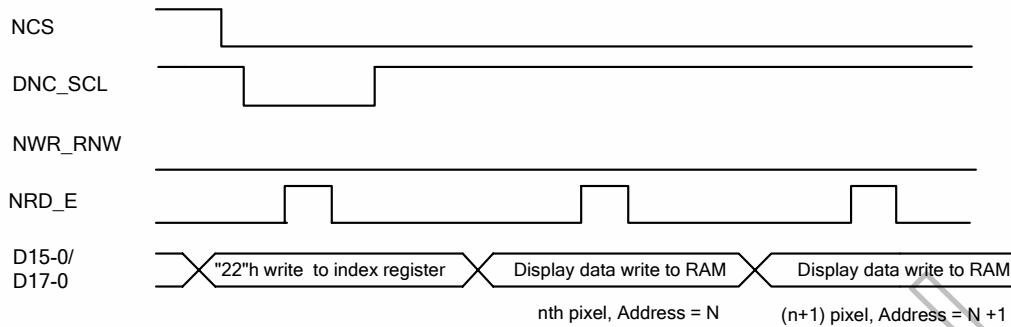 NCS
DNC_SCL
NWR_RNW
NRD_E
D15-0/
D17-0
"22"h write to index register
Display data write to RAM
Display data write to RAM
nth pixel, Address = N
(n+1) pixel, Address = N +1